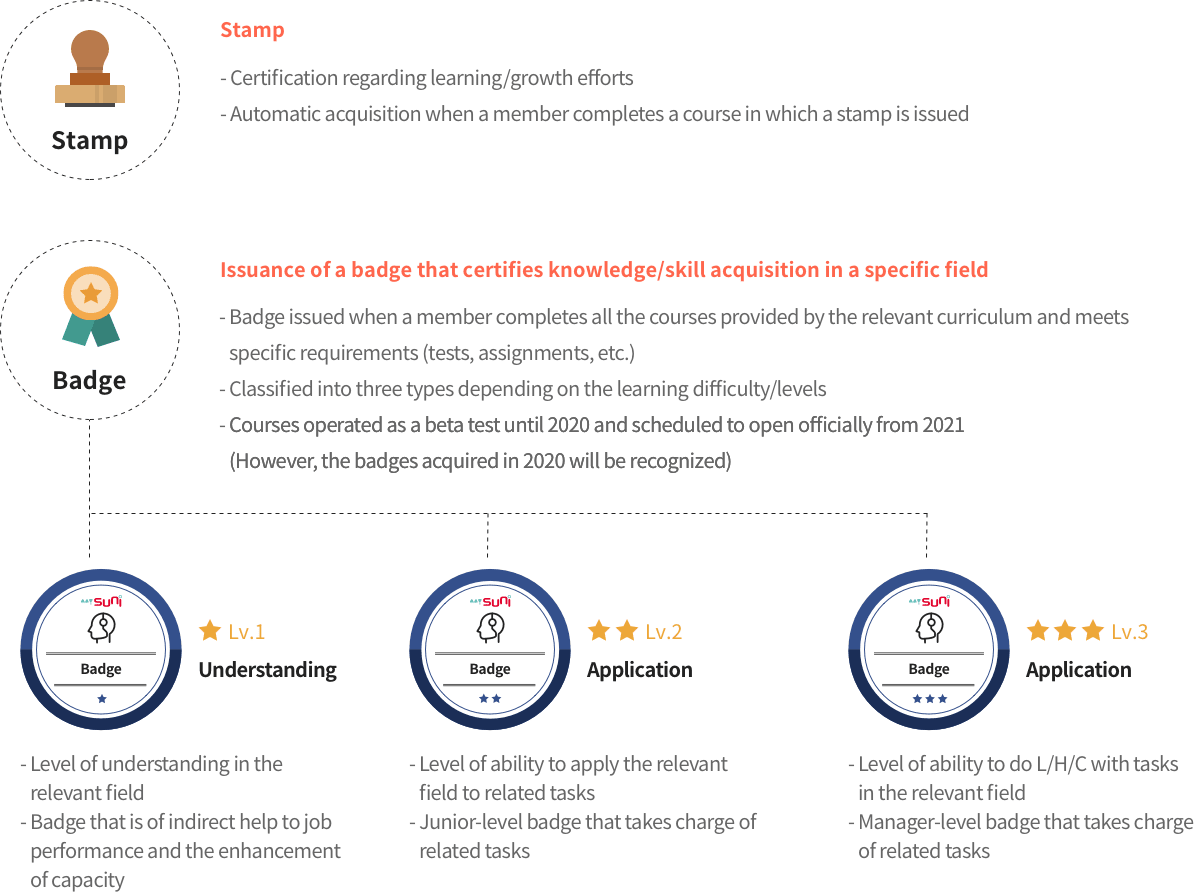 Stamp
Stamp
- Certification regarding learning/growth efforts
- Automatic acquisition when a member completes a course in which a stamp is issued
Badge
Issuance of a badge that certifies knowledge/skill acquisition in a specific field
- Badge issued when a member completes all the courses provided by the relevant curriculum and meets
specific requirements (tests, assignments, etc.)
- Classified into three types depending on the learning difficulty/levels
- Courses operated as a beta test until 2020 and scheduled to open officially from 2021
(However, the badges acquired in 2020 will be recognized)
suni
Badge
Lv.1
Understanding
- Level of understanding in the
relevant field
- Badge that is of indirect help to job
performance and the enhancement
of capacity
suni
Badge
Lv.2
Application
- Level of ability to apply the relevant
field to related tasks
- Junior-level badge that takes charge of
related tasks
suni
Badge
Lv.3
Application
- Level of ability to do L/H/C with tasks
in the relevant field
- Manager-level badge that takes charge
of related tasks